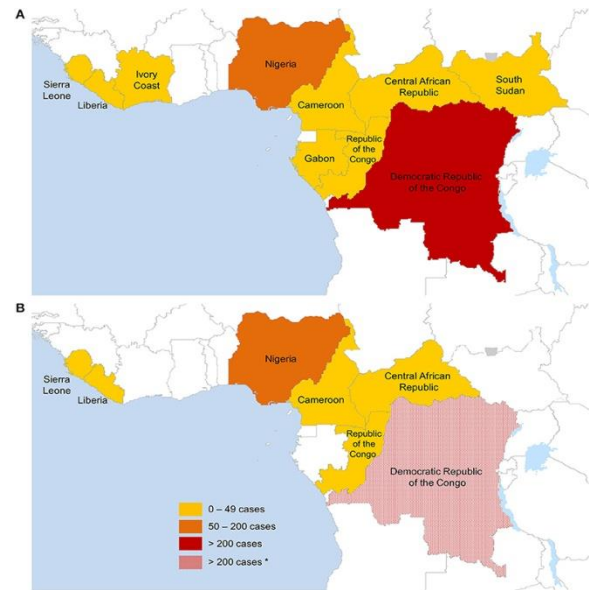 A
Nigeria
Sierra
Leone
Liberia
Ivory
Coast
Cameroon
Central African
Republic
South
Sudan
Gabon
Republic
of the
Congo
Democratic Republic
of the Congo
B
Nigeria
Sierra
Leone
Liberia
Cameroon
Central African
Republic
Republic
of the
Congo
Democratic Republic
of the Congo
0 – 49 cases
50 – 200 cases
> 200 cases
> 200 cases *